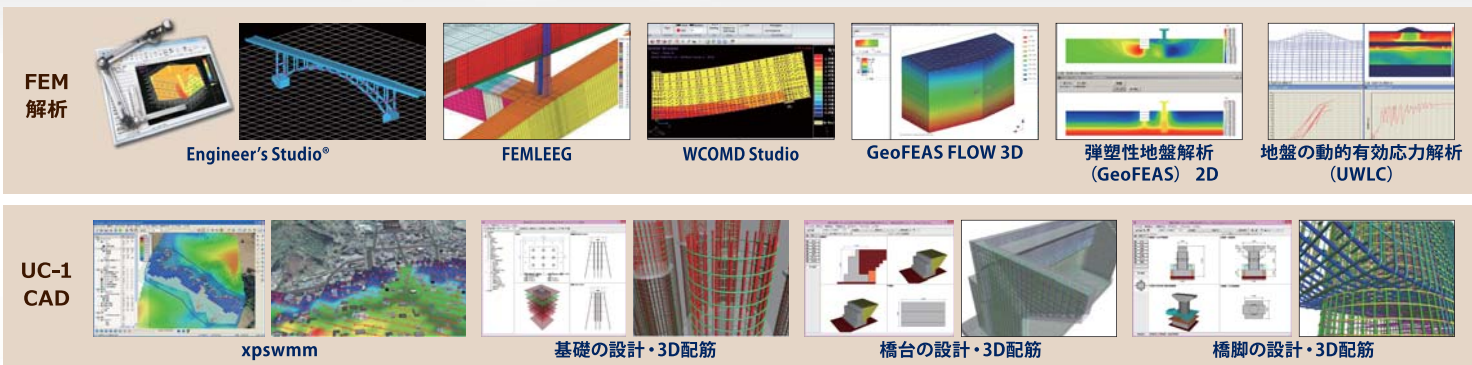 FEM
解析
Engineer's Studio®
FEMLEEG
WCOMD Studio
GeoFEAS FLOW 3D
弾塑性地盤解析
（GeoFEAS） 2D
地盤の動的有効応力解析
（UWLC）
UC-1
CAD
xpswmm
基礎の設計・3D配筋
橋台の設計・3D配筋
橋脚の設計・3D配筋